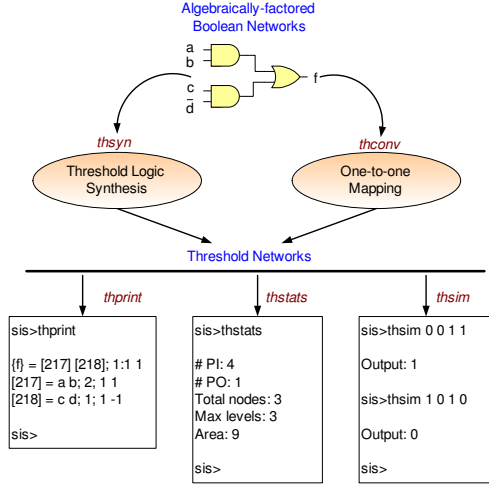 Algebraically-factored
Boolean Networks
a
b
c
d
f
thsyn
thconv
Threshold Logic
Synthesis
One-to-one
Mapping
Threshold Networks
thprint
thstats
thsim
sis>thprint
{f} = [217] [218]; 1:1 1
[217] = a b; 2; 1 1
[218] = c d; 1; 1 -1
sis>
sis>thstats
# PI: 4
# PO: 1
Total nodes: 3
Max levels: 3
Area: 9
sis>
sis>thsim 0 0 1 1
Output: 1
sis>thsim 1 0 1 0
Output: 0
sis>